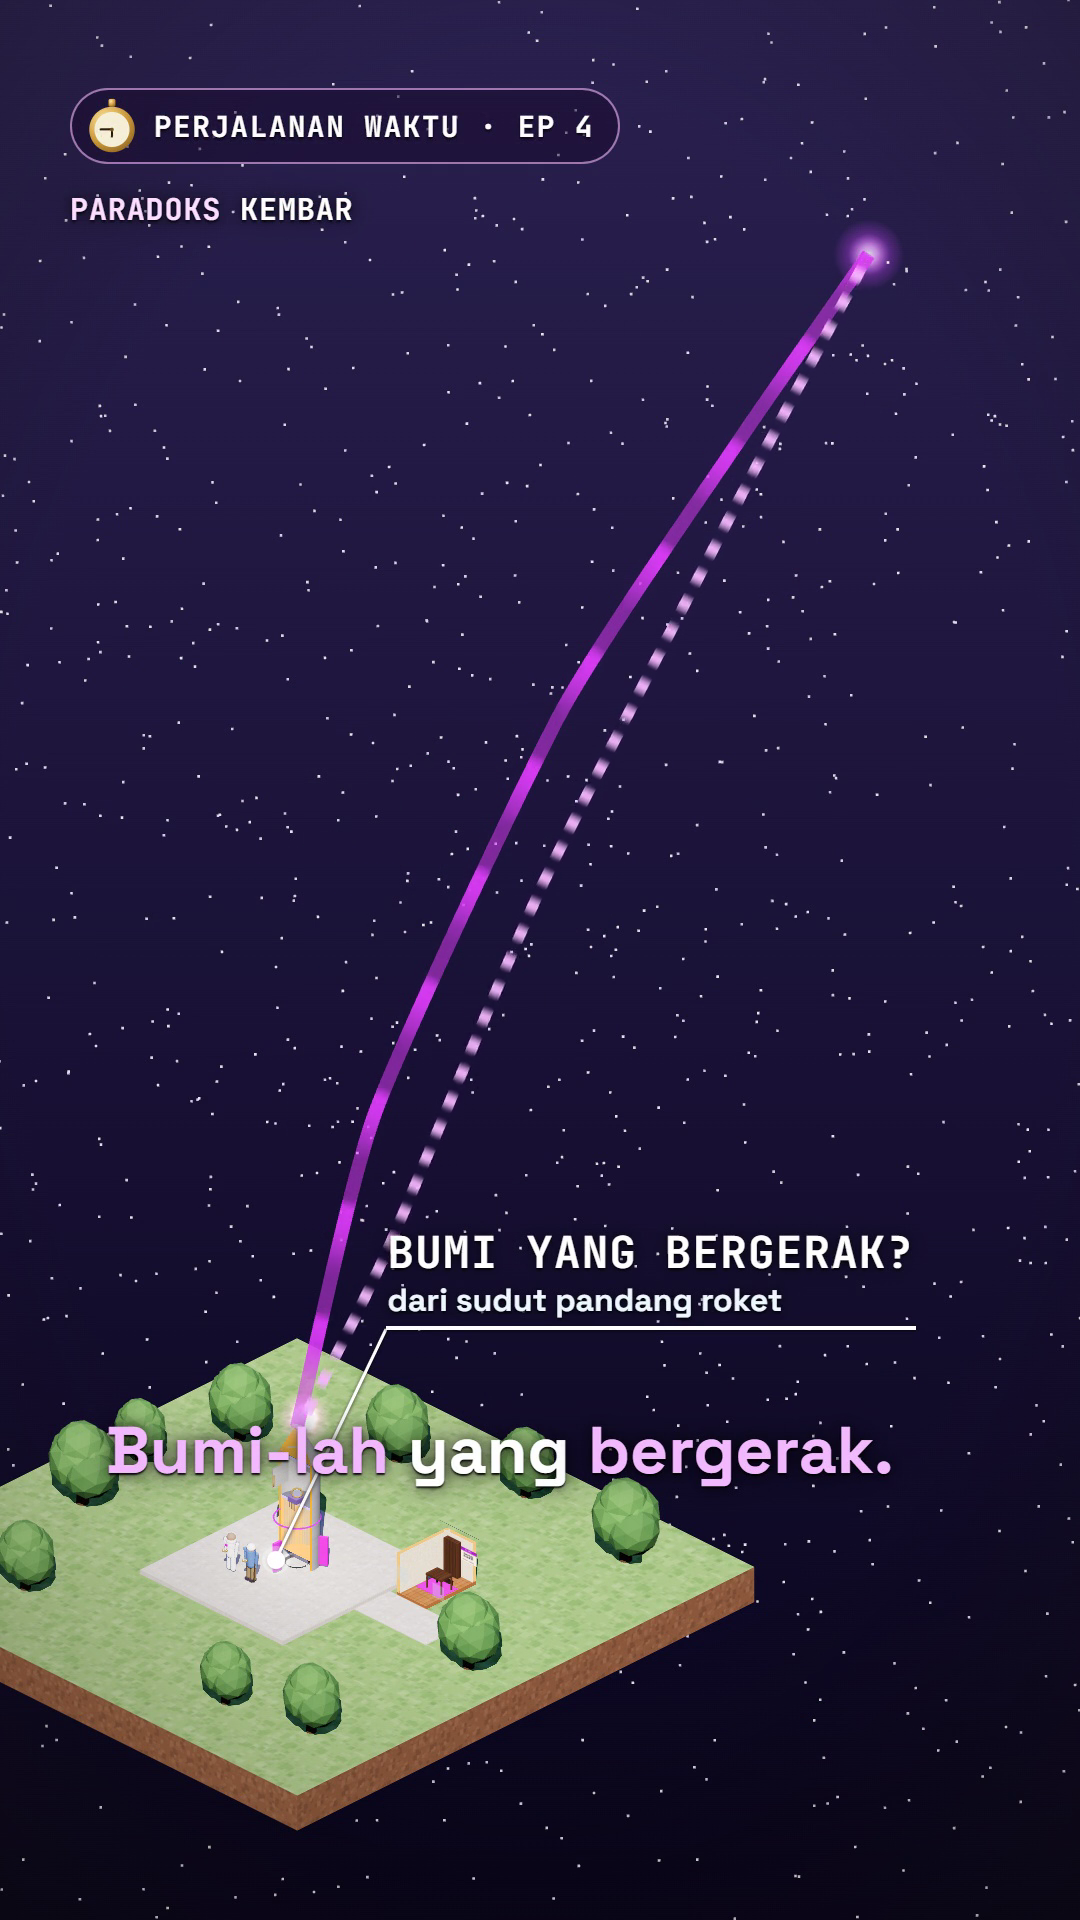 PERJALANAN WAKTU · EP 4
PARADOKS KEMBAR
BUMI YANG BERGERAK?
dari sudut pandang roket
Bumi-lah yang bergerak.